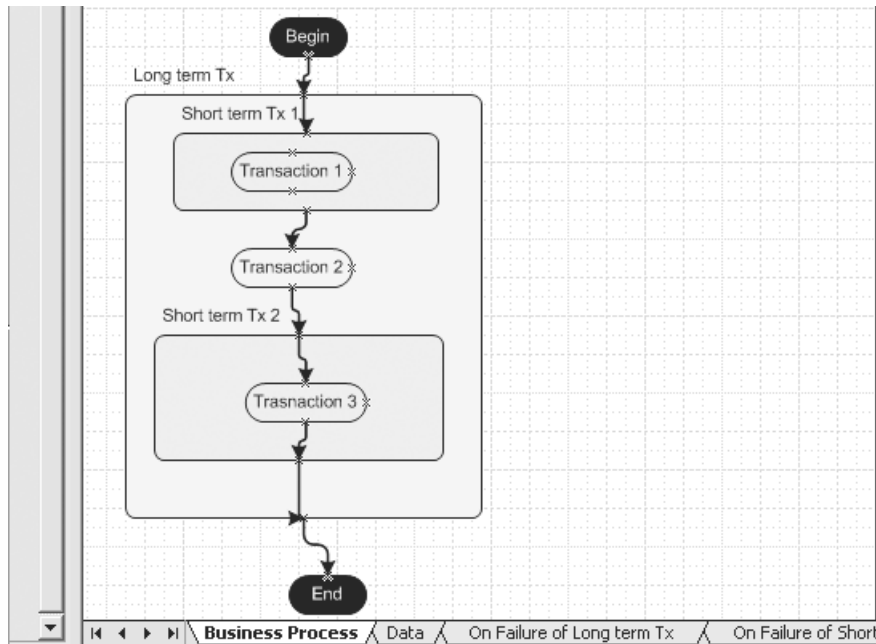 Begin
Long term Tx
Short term Tx 1
Transaction 1
Transaction 2
Short term Tx 2
Trasnaction 3
End
Business Process
Data
On Failure of Long term Tx
On Failure of Short